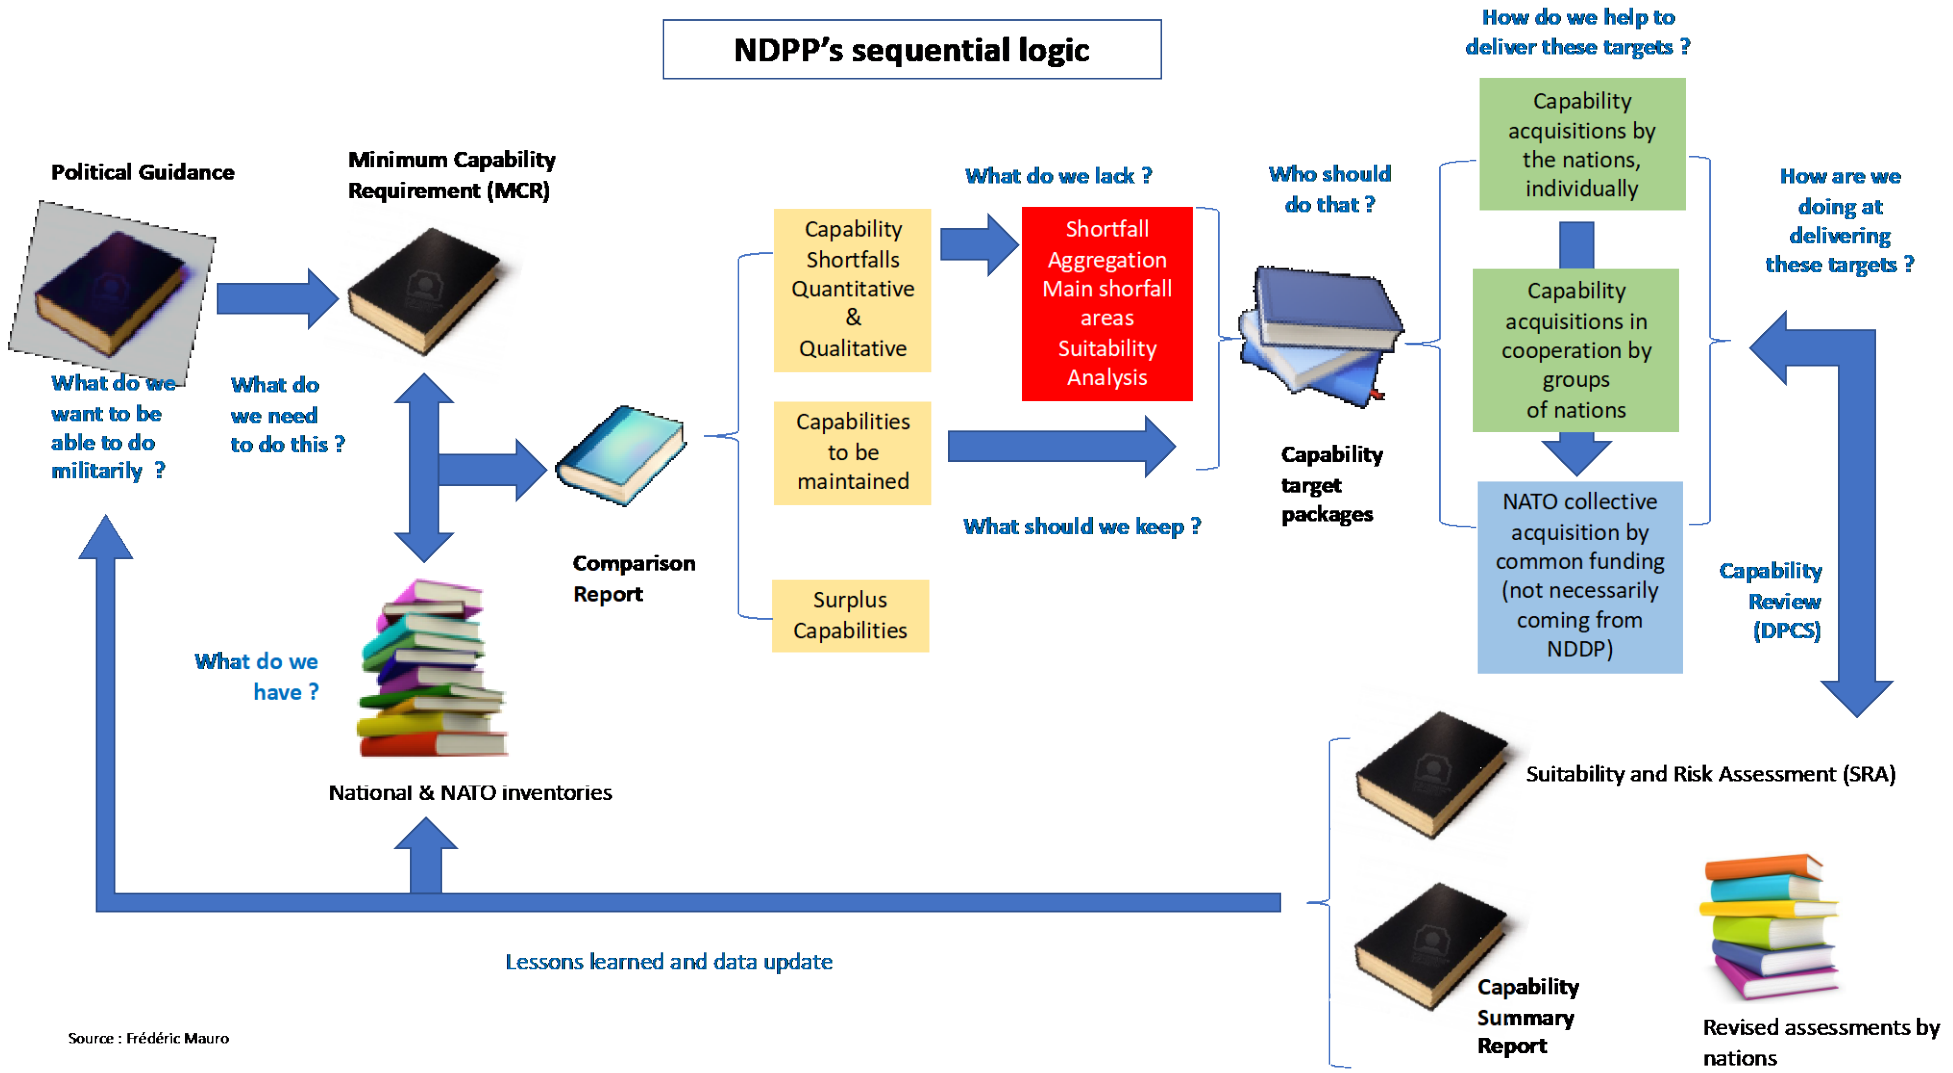 NDPP’s sequential logic
Political Guidance
What do we
want to be
able to do
militarily ?
What do
we need
to do this ?
Minimum Capability
Requirement (MCR)
What do we
have ?
National & NATO inventories
Comparison
Report
Capability
Shortfalls
Quantitative
&
Qualitative
Capabilities
to be
maintained
Surplus
Capabilities
What do we lack ?
Shortfall
Aggregation
Main shorfall
areas
Suitability
Analysis
What should we keep ?
Who should
do that ?
Capability
target
packages
How do we help to
deliver these targets ?
Capability
acquisitions by
the nations,
individually
Capability
acquisitions in
cooperation by
groups
of nations
NATO collective
acquisition by
common funding
(not necessarily
coming from
NDDP)
How are we
doing at
delivering
these targets ?
Capability
Review
(DPCS)
Suitability and Risk Assessment (SRA)
Capability
Summary
Report
Revised assessments by
nations
Lessons learned and data update
Source : Frédéric Mauro